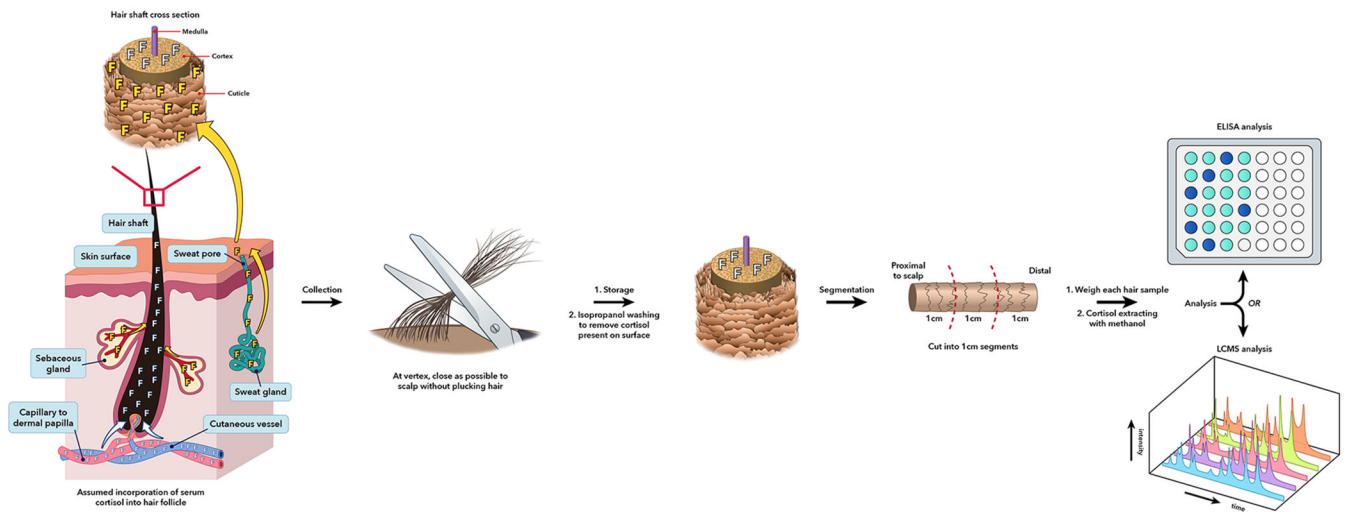 Hair shaft cross section
Medulla
F F F F F F
Cortex
F F F F F F F F F F F
Cuticle
Hair shaft
Skin surface
Sweat pore
Sebaceous
gland
Sweat gland
Capillary to
dermal papilla
Cutaneous vessel
Assumed incorporation of serum
cortisol into hair follicle
Collection
At vertex, close as possible to
scalp without plucking hair
1. Storage
2. Isopropanol washing
to remove cortisol
present on surface
F F F F F F
Segmentation
Proximal
to scalp
Distal
1cm 1cm 1cm
Cut into 1cm segments
1. Weigh each hair sample
2. Cortisol extracting
with methanol
ELISA analysis
Analysis OR
LCMS analysis
intensity
time